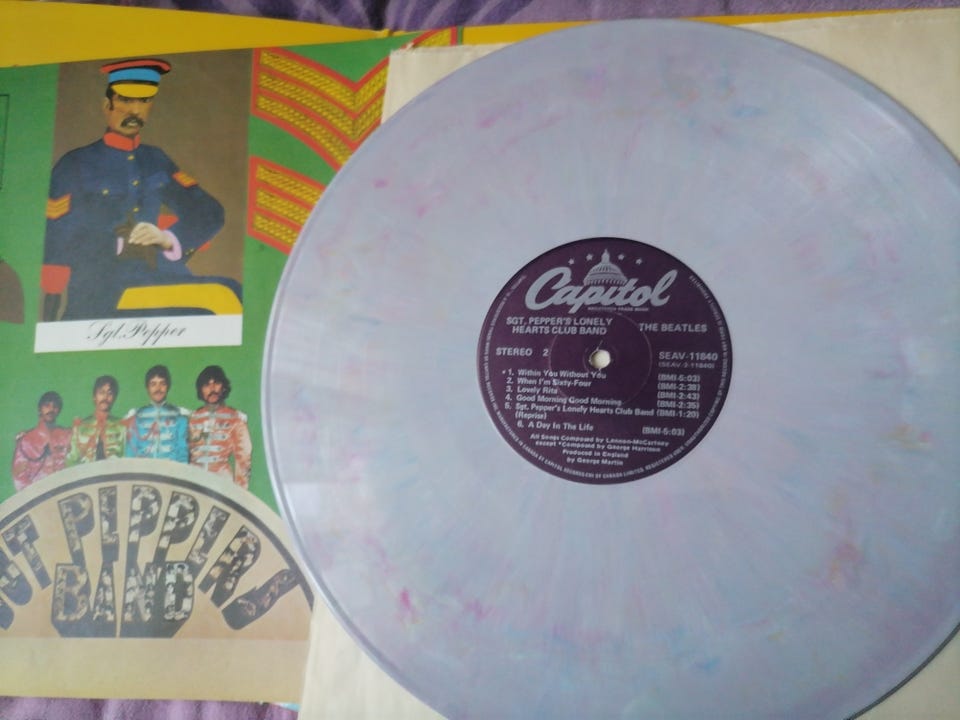 Sgt. Pepper
PEPPERS
BAND
Capitol
REGISTERED TRADE MARK
SGT. PEPPER'S LONELY
HEARTS CLUB BAND
THE BEATLES
STEREO 2
SEAV-11840
(SEAV-2-11840)
•1. Within You Without You (BMI-5:03)
2. When I'm Sixty-Four (BMI-2:38)
3. Lovely Rita (BMI-2:43)
4. Good Morning Good Morning (BMI-2:35)
5. Sgt. Pepper's Lonely Hearts Club Band (BMI-1:20)
(Reprise)
6. A Day In The Life (BMI-5:03)
All Songs Composed by Lennon-McCartney
except *Composed by George Harrison
Produced in England
by George Martin